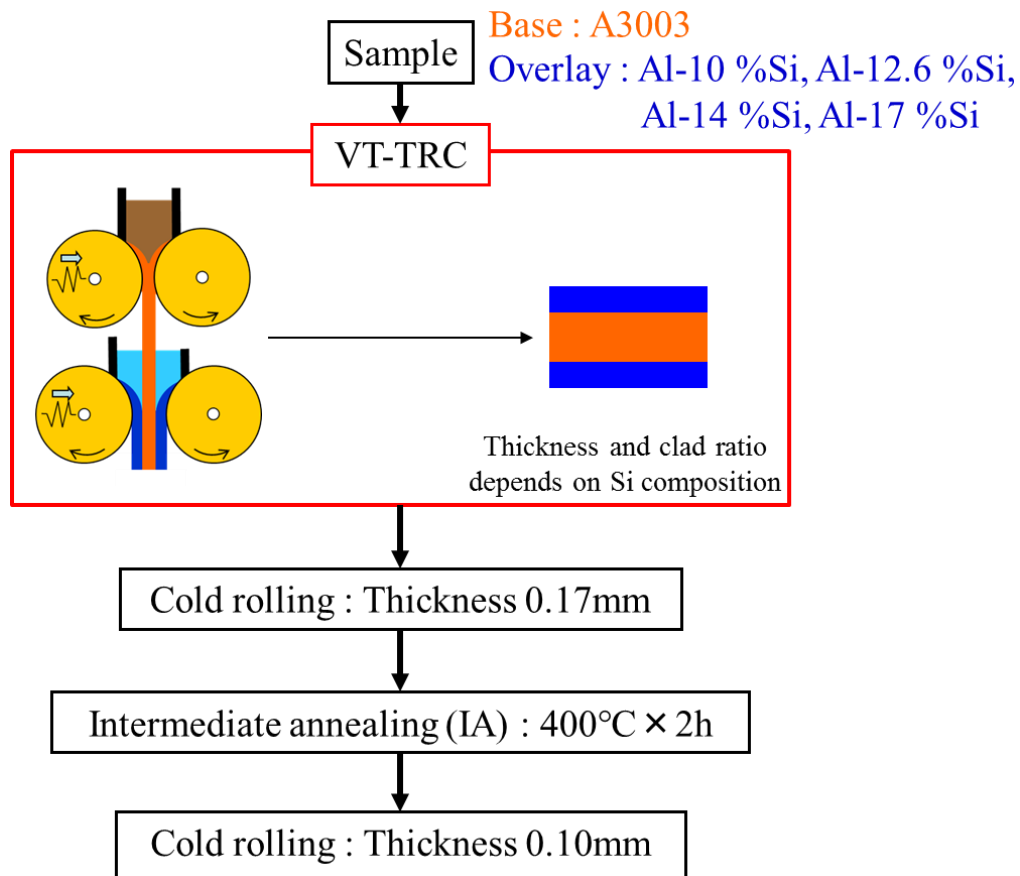 Sample
Base : A3003
Overlay : Al-10 %Si, Al-12.6 %Si,
Al-14 %Si, Al-17 %Si
VT-TRC
Thickness and clad ratio
depends on Si composition
Cold rolling : Thickness 0.17mm
Intermediate annealing (IA) : 400℃ × 2h
Cold rolling : Thickness 0.10mm